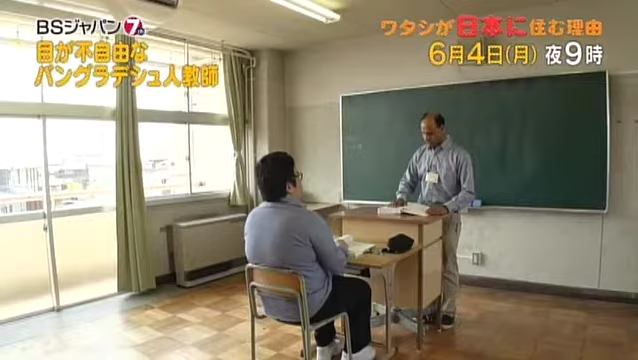 BSジャパン 7
目が不自由な
バングラデシュ人教師
ワタシが日本に住む理由
6月4日(月) 夜9時